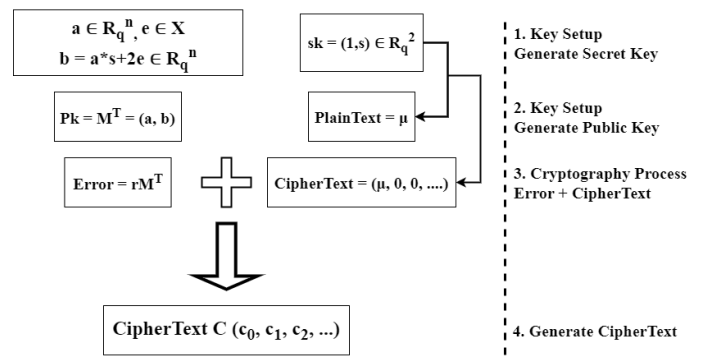 a ∈ R_q^n, e ∈ X
b = a*s+2e ∈ R_q^n
sk = (1,s) ∈ R_q^2
1. Key Setup
Generate Secret Key
Pk = M^T = (a, b)
PlainText = μ
2. Key Setup
Generate Public Key
Error = rM^T
CipherText = (μ, 0, 0, ....)
3. Cryptography Process
Error + CipherText
CipherText C (c_0, c_1, c_2, ...)
4. Generate CipherText